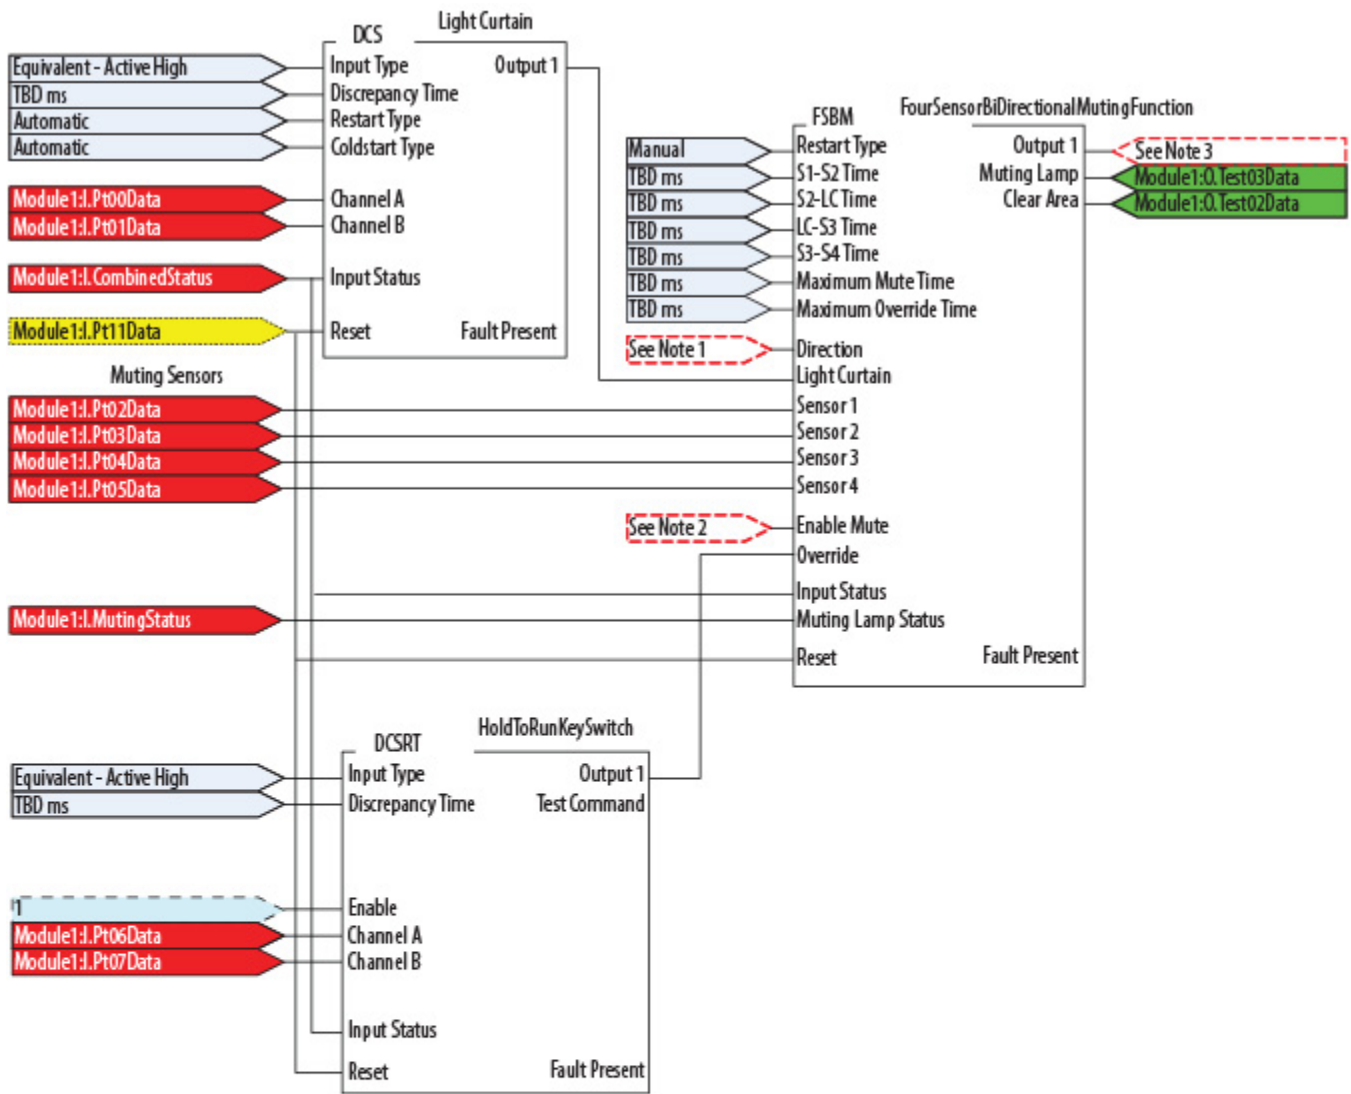 DCS
Light Curtain
Equivalent - Active High
Input Type
Output 1
TBD ms
Discrepancy Time
Automatic
Restart Type
Automatic
Coldstart Type
Module1:I.Pt00Data
Channel A
Module1:I.Pt01Data
Channel B
Module1:I.CombinedStatus
Input Status
Module1:I.Pt11Data
Reset
Fault Present
Muting Sensors
Module1:I.Pt02Data
Module1:I.Pt03Data
Module1:I.Pt04Data
Module1:I.Pt05Data
Module1:I.MutingStatus
FSBM
FourSensorBiDirectionalMutingFunction
Manual
Restart Type
Output 1
See Note 3
TBD ms
S1-S2 Time
Muting Lamp
Module1:O.Test03Data
TBD ms
S2-LC Time
Clear Area
Module1:O.Test02Data
TBD ms
LC-S3 Time
TBD ms
S3-S4 Time
TBD ms
Maximum Mute Time
TBD ms
Maximum Override Time
See Note 1
Direction
Light Curtain
Sensor 1
Sensor 2
Sensor 3
Sensor 4
See Note 2
Enable Mute
Override
Input Status
Muting Lamp Status
Reset
Fault Present
DCSRT
HoldToRunKeySwitch
Equivalent - Active High
Input Type
Output 1
TBD ms
Discrepancy Time
Test Command
1
Enable
Module1:I.Pt06Data
Channel A
Module1:I.Pt07Data
Channel B
Input Status
Reset
Fault Present